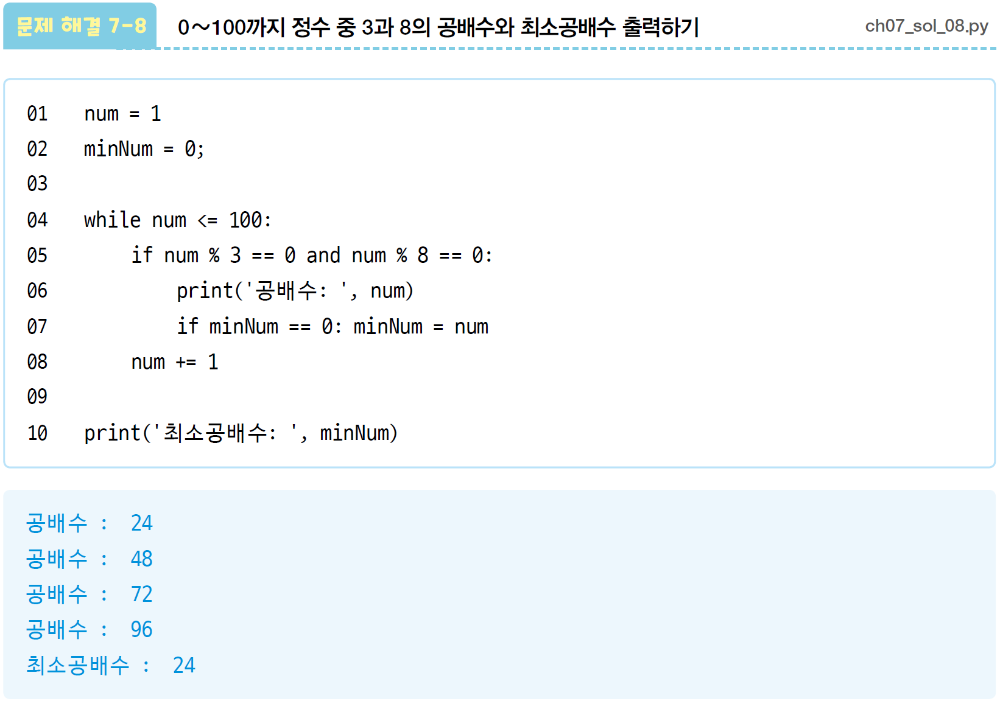 문제 해결 7-8 0~100까지 정수 중 3과 8의 공배수와 최소공배수 출력하기 ch07_sol_08.py
01 num = 1
02 minNum = 0;
03
04 while num <= 100:
05     if num % 3 == 0 and num % 8 == 0:
06         print('공배수: ', num)
07         if minNum == 0: minNum = num
08     num += 1
09
10 print('최소공배수: ', minNum)
공배수 : 24
공배수 : 48
공배수 : 72
공배수 : 96
최소공배수 : 24